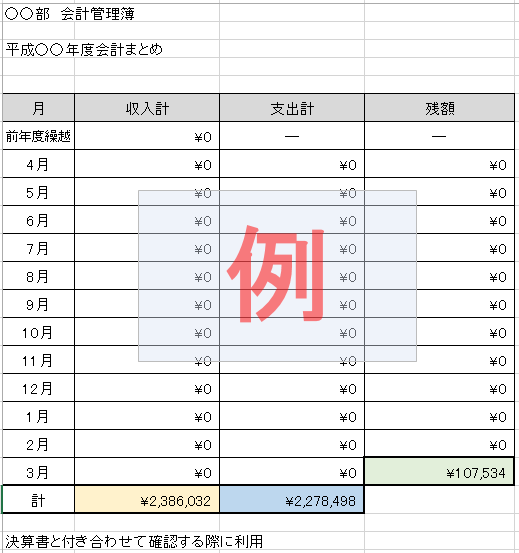 〇〇部 会計管理簿
平成〇〇年度会計まとめ
月 収入計 支出計 残額
前年度繰越 ¥0 ― ―
4月 ¥0 ¥0 ¥0
5月 ¥0 ¥0 ¥0
6月 ¥0 ¥0 ¥0
7月 ¥0 ¥0 ¥0
8月 ¥0 ¥0 ¥0
9月 ¥0 ¥0 ¥0
10月 ¥0 ¥0 ¥0
11月 ¥0 ¥0 ¥0
12月 ¥0 ¥0 ¥0
1月 ¥0 ¥0 ¥0
2月 ¥0 ¥0 ¥0
3月 ¥0 ¥0 ¥107,534
計 ¥2,386,032 ¥2,278,498
例
決算書と付き合わせて確認する際に利用